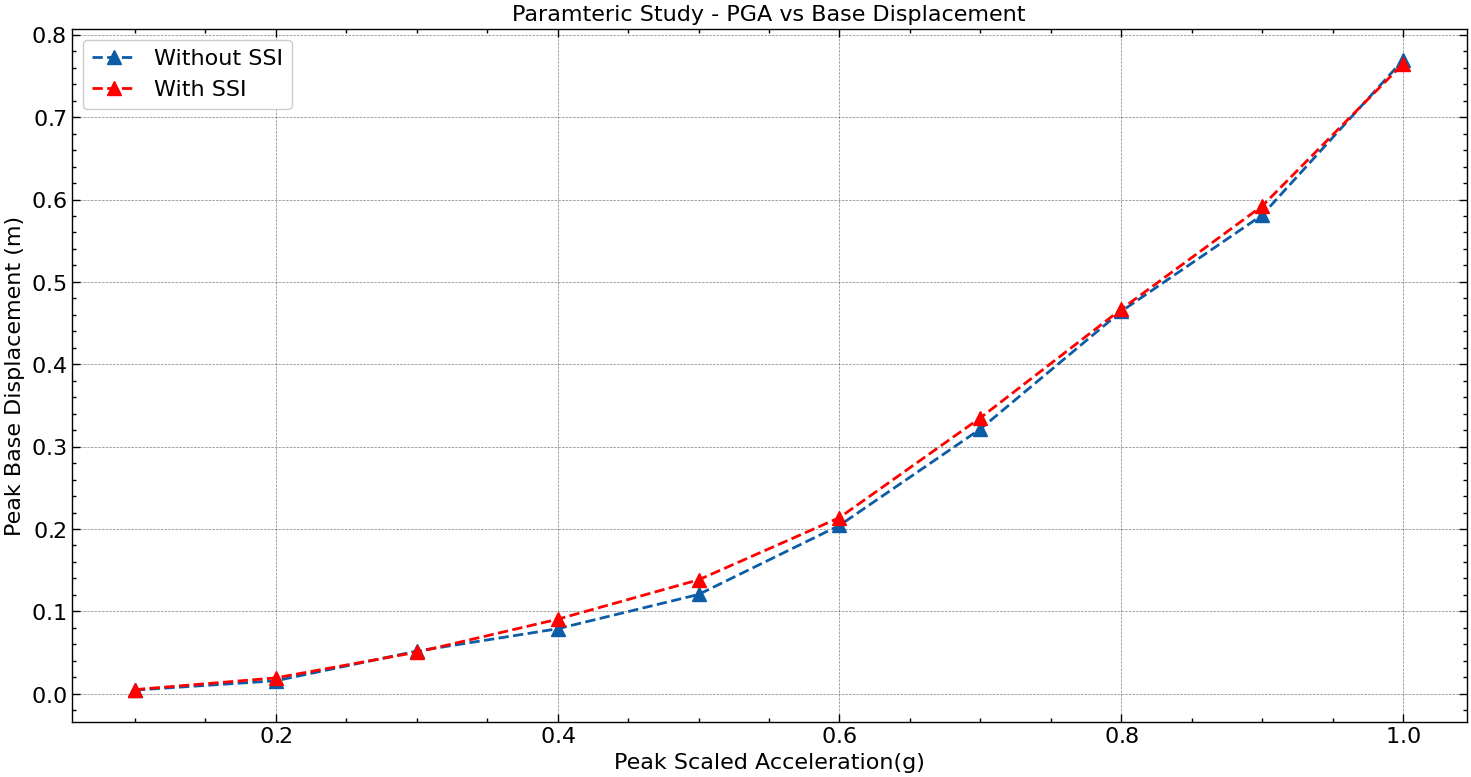 Paramteric Study - PGA vs Base Displacement
Without SSI
With SSI
0.8
0.7
0.6
0.5
0.4
0.3
0.2
0.1
0.0
Peak Base Displacement (m)
0.2 0.4 0.6 0.8 1.0
Peak Scaled Acceleration(g)